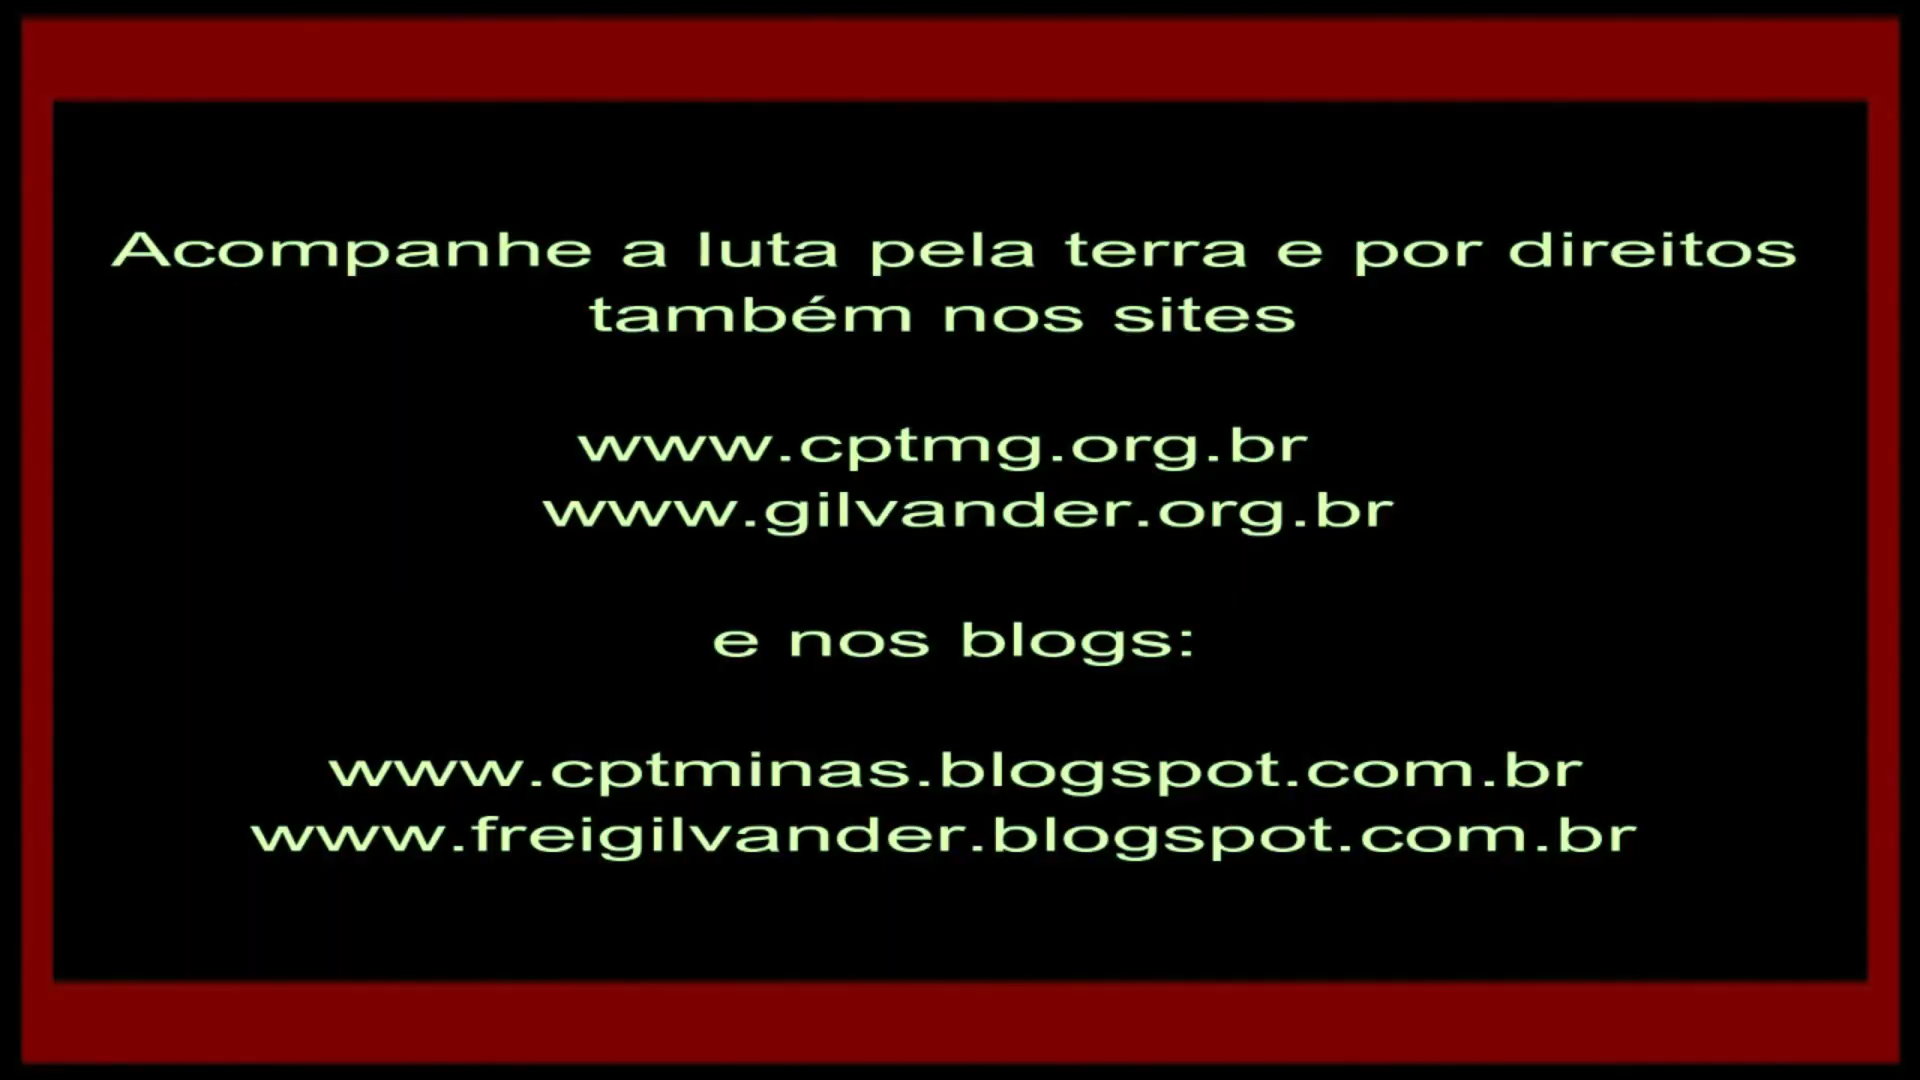 Acompanhe a luta pela terra e por direitos
também nos sites
www.cptmg.org.br
www.gilvander.org.br
e nos blogs:
www.cptminas.blogspot.com.br
www.freigilvander.blogspot.com.br